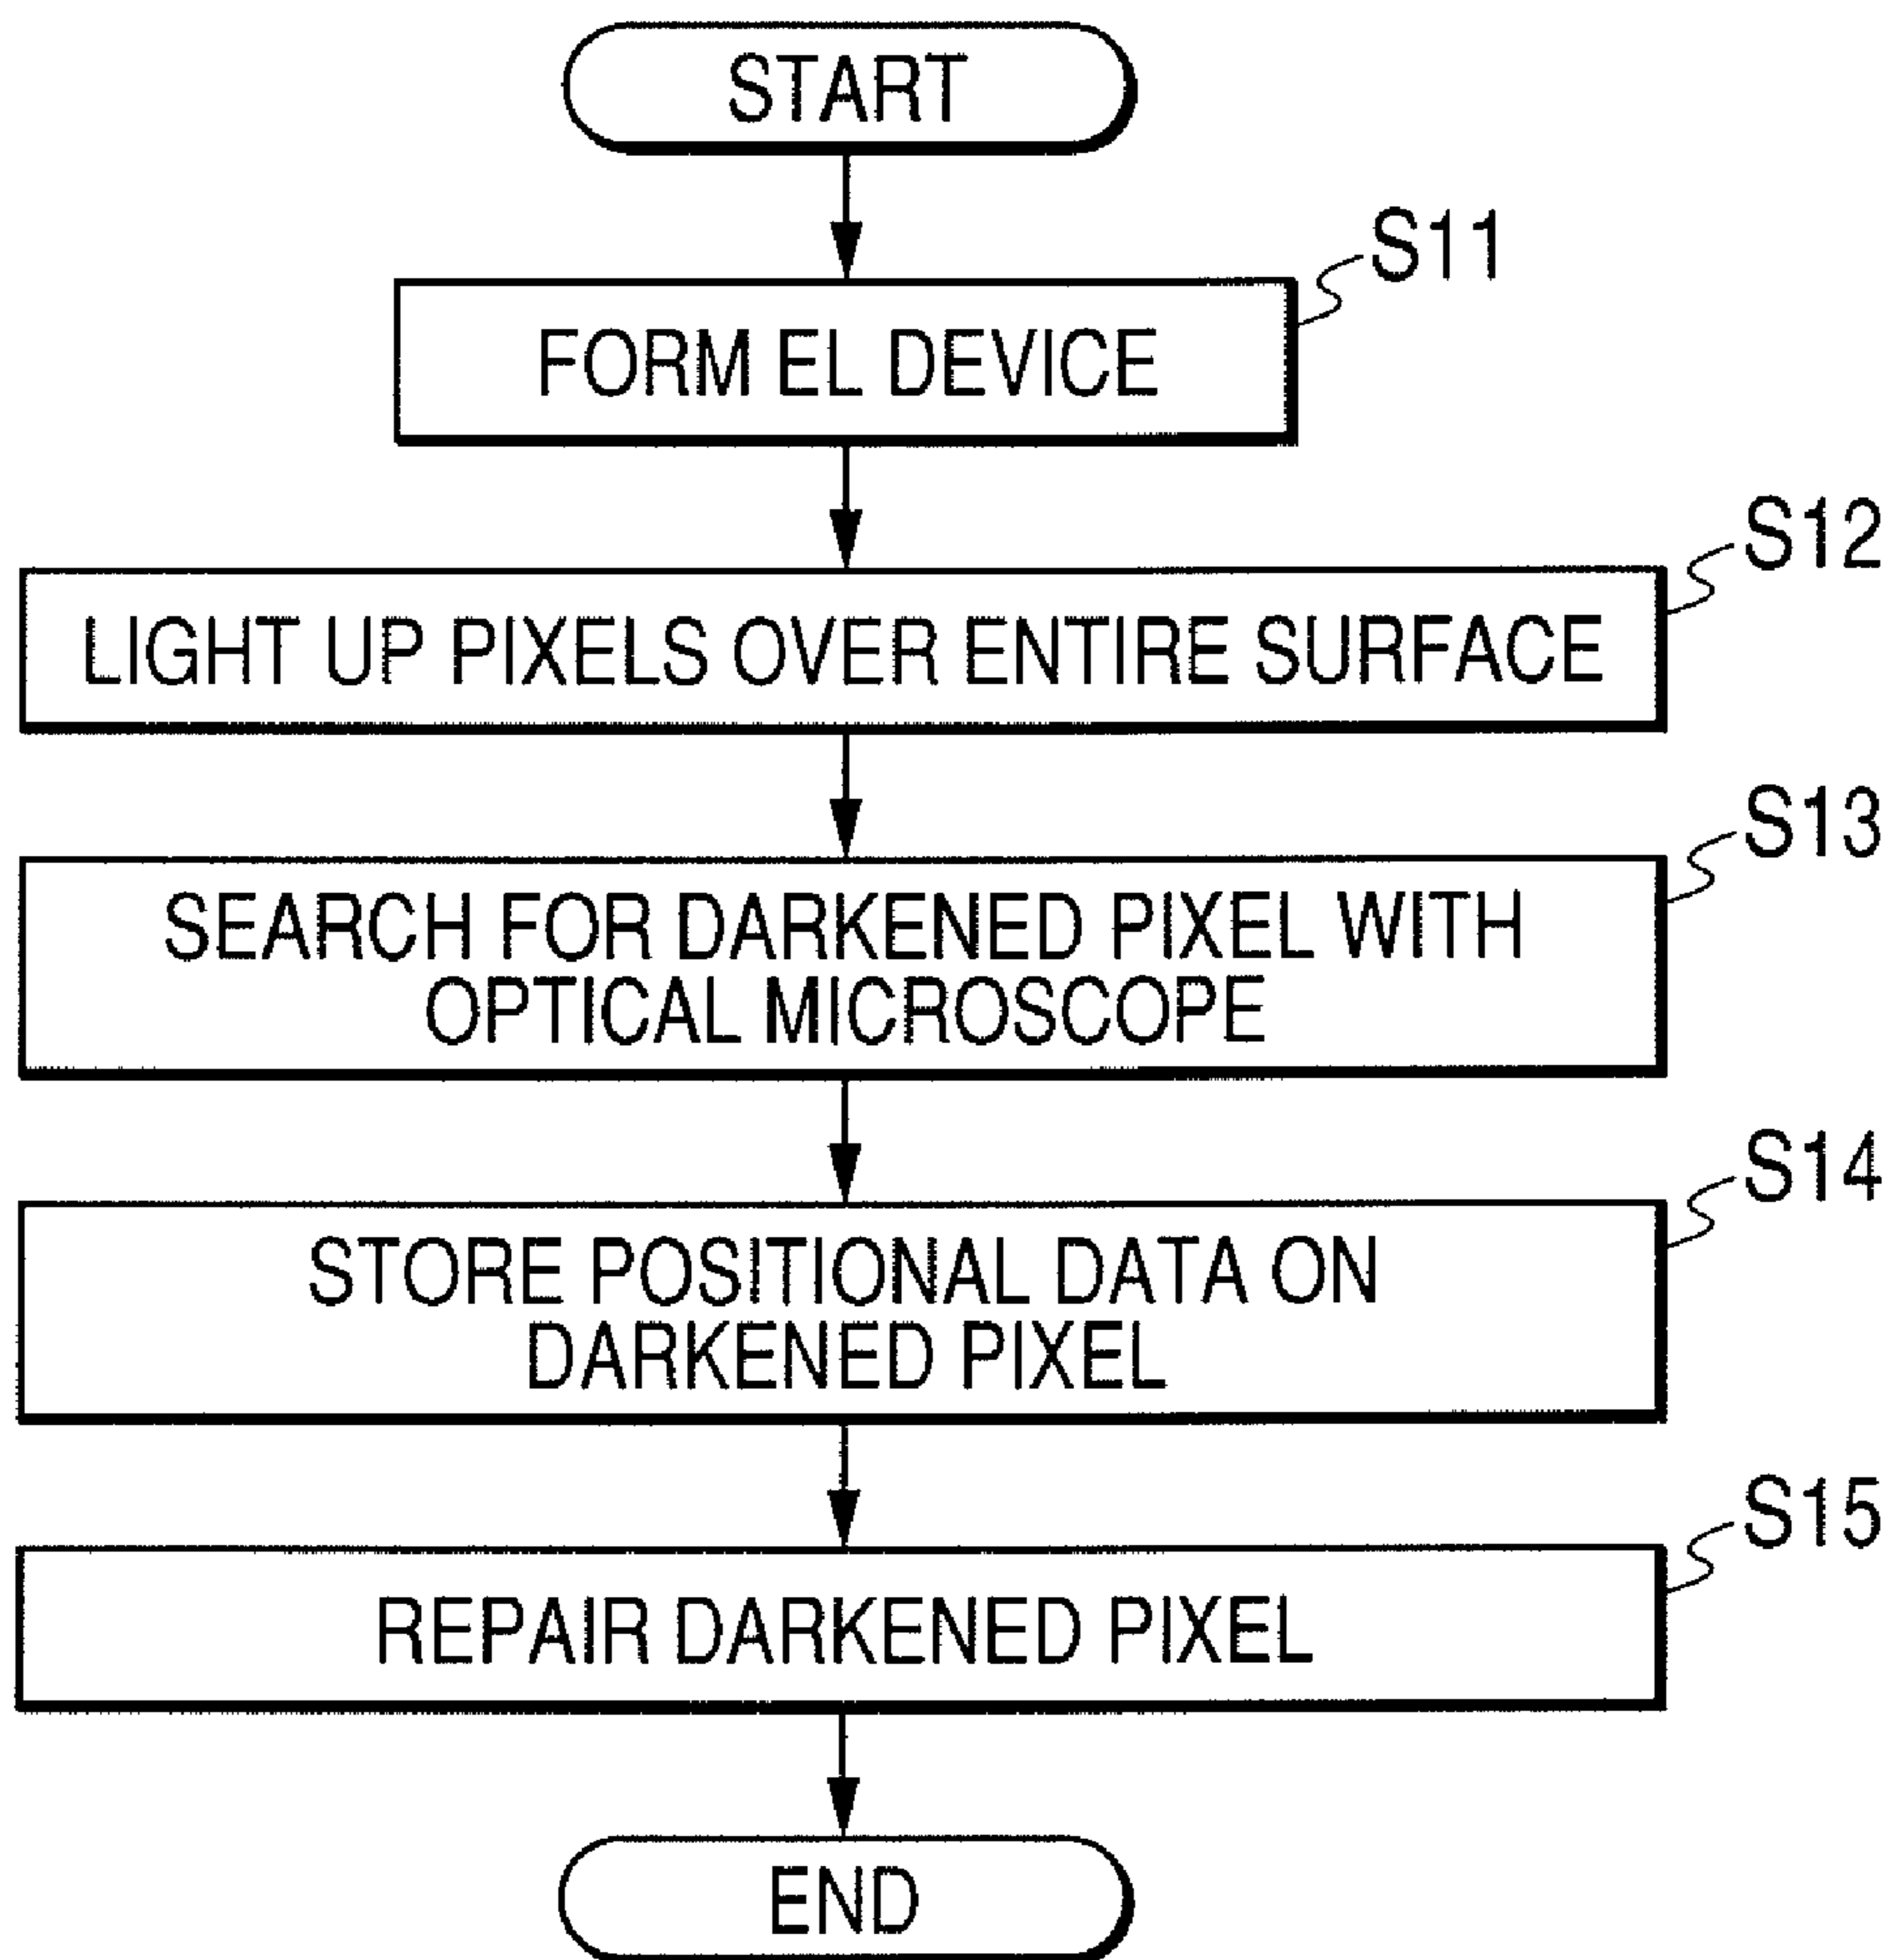 START
S11
FORM EL DEVICE
S12
LIGHT UP PIXELS OVER ENTIRE SURFACE
S13
SEARCH FOR DARKENED PIXEL WITH
OPTICAL MICROSCOPE
S14
STORE POSITIONAL DATA ON
DARKENED PIXEL
S15
REPAIR DARKENED PIXEL
END